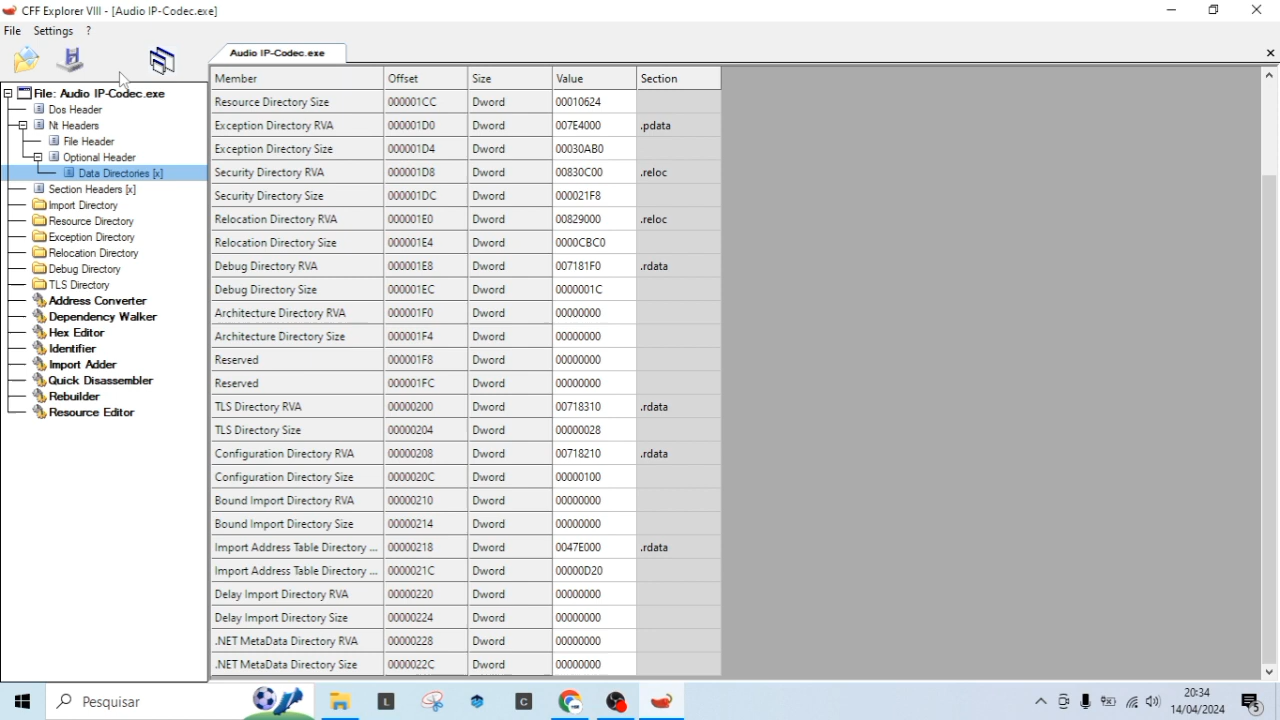 CFF Explorer VIII - [Audio IP-Codec.exe]
File Settings ?
Audio IP-Codec.exe
File: Audio IP-Codec.exe
Dos Header
Nt Headers
File Header
Optional Header
Data Directories [x]
Section Headers [x]
Import Directory
Resource Directory
Exception Directory
Relocation Directory
Debug Directory
TLS Directory
Address Converter
Dependency Walker
Hex Editor
Identifier
Import Adder
Quick Disassembler
Rebuilder
Resource Editor
Member Offset Size Value Section
Resource Directory Size 000001CC Dword 00010624
Exception Directory RVA 000001D0 Dword 007E4000 .pdata
Exception Directory Size 000001D4 Dword 00030AB0
Security Directory RVA 000001D8 Dword 00830C00 .reloc
Security Directory Size 000001DC Dword 000021F8
Relocation Directory RVA 000001E0 Dword 00829000 .reloc
Relocation Directory Size 000001E4 Dword 0000CBC0
Debug Directory RVA 000001E8 Dword 007181F0 .rdata
Debug Directory Size 000001EC Dword 0000001C
Architecture Directory RVA 000001F0 Dword 00000000
Architecture Directory Size 000001F4 Dword 00000000
Reserved 000001F8 Dword 00000000
Reserved 000001FC Dword 00000000
TLS Directory RVA 00000200 Dword 00718310 .rdata
TLS Directory Size 00000204 Dword 00000028
Configuration Directory RVA 00000208 Dword 00718210 .rdata
Configuration Directory Size 0000020C Dword 00000100
Bound Import Directory RVA 00000210 Dword 00000000
Bound Import Directory Size 00000214 Dword 00000000
Import Address Table Directory ... 00000218 Dword 0047E000 .rdata
Import Address Table Directory ... 0000021C Dword 00000D20
Delay Import Directory RVA 00000220 Dword 00000000
Delay Import Directory Size 00000224 Dword 00000000
.NET MetaData Directory RVA 00000228 Dword 00000000
.NET MetaData Directory Size 0000022C Dword 00000000
Pesquisar
L
C
20:34
14/04/2024
5